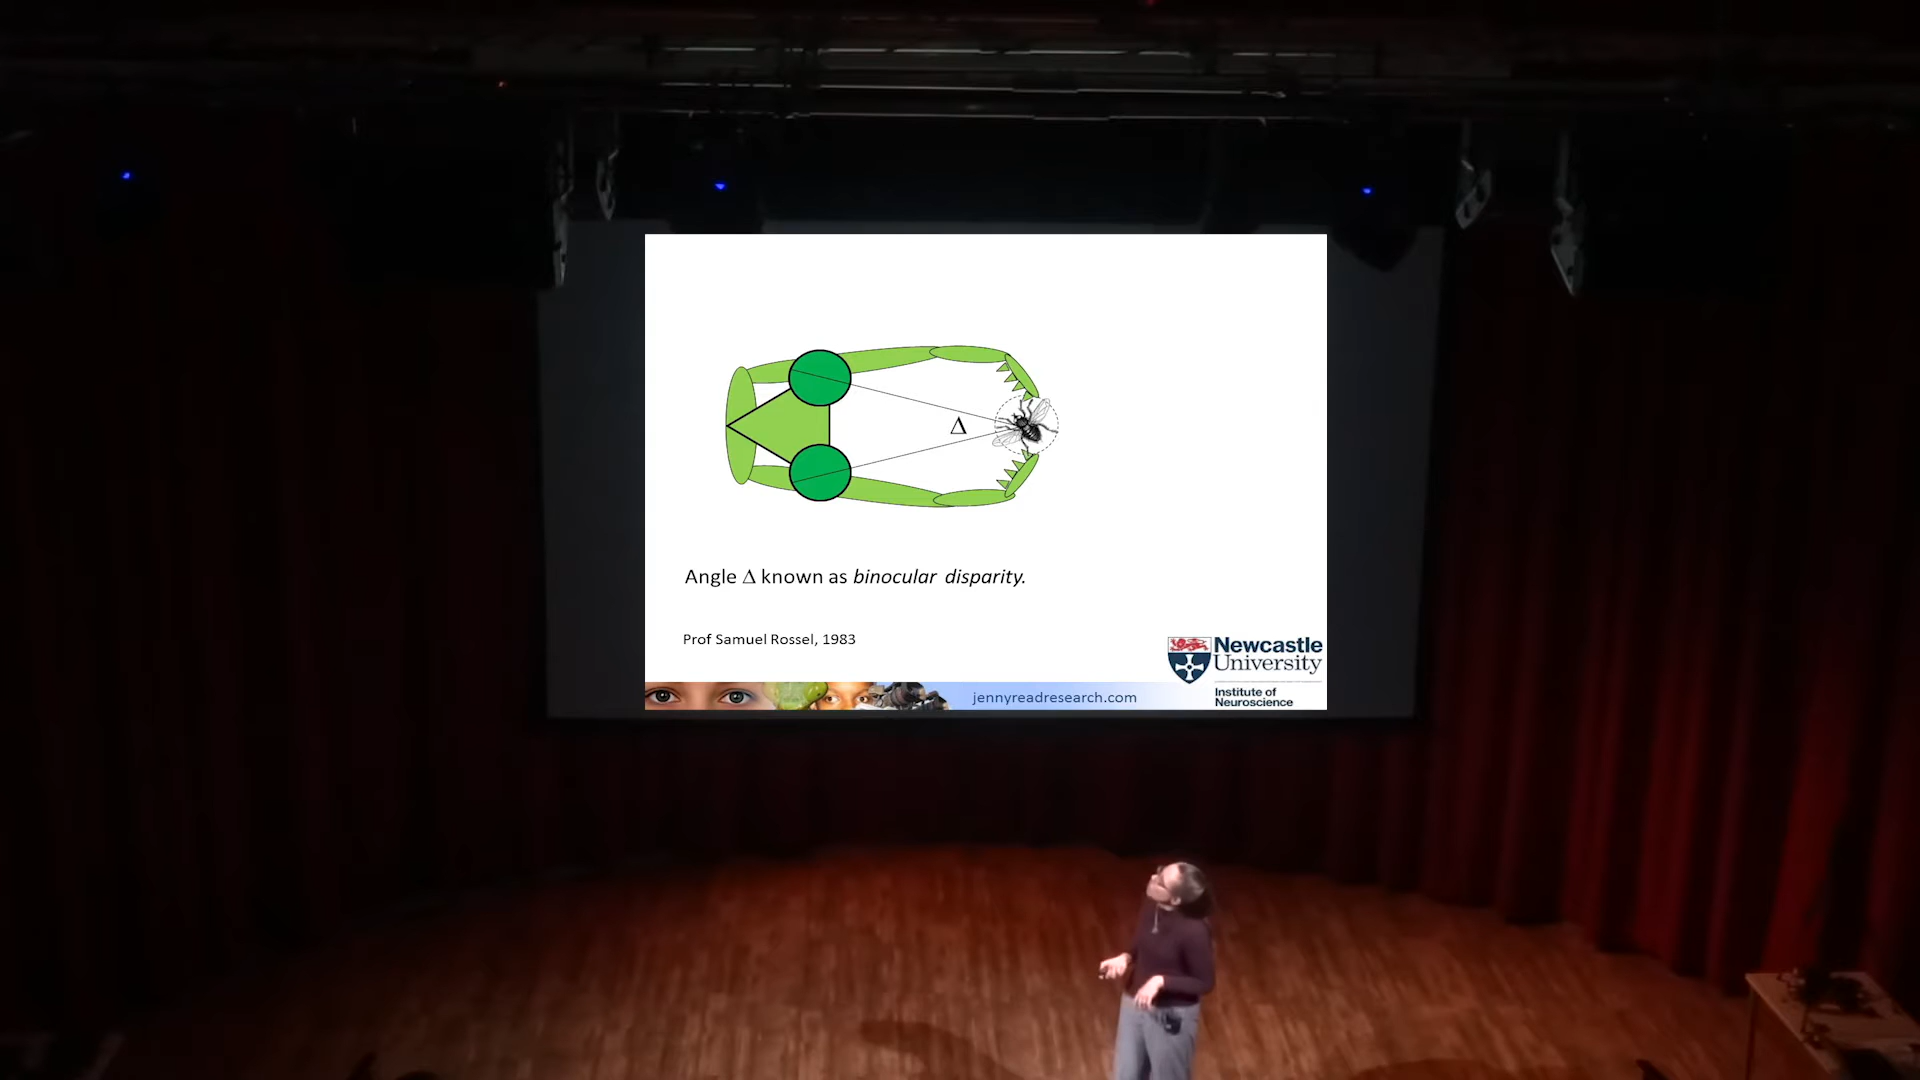 Δ
Angle Δ known as binocular disparity.
Prof Samuel Rossel, 1983
Newcastle
University
Institute of
Neuroscience
jennyreadresearch.com